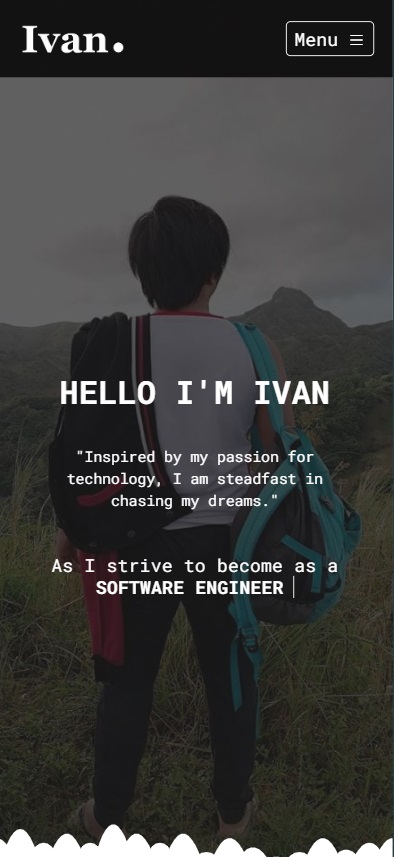 Ivan.
Menu
HELLO I'M IVAN
"Inspired by my passion for
technology, I am steadfast in
chasing my dreams."
As I strive to become as a
SOFTWARE ENGINEER